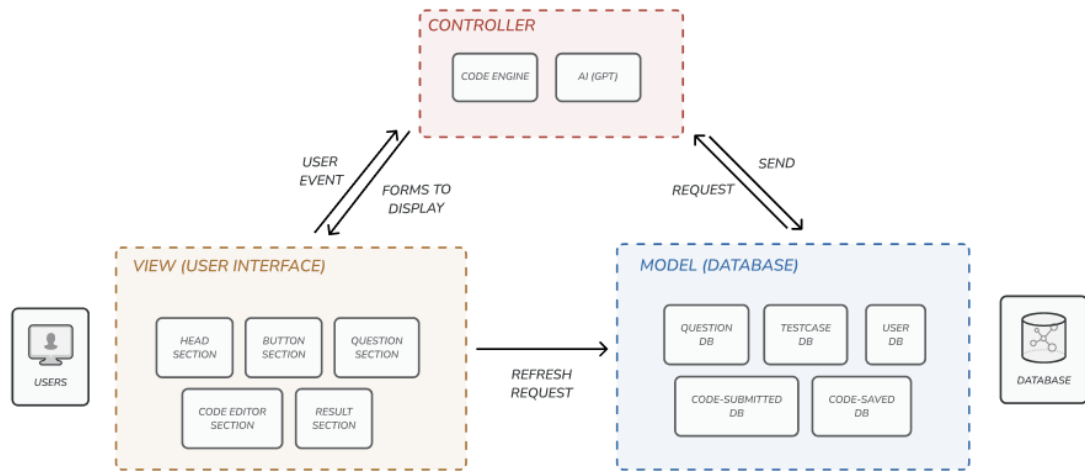 CONTROLLER
CODE ENGINE
AI (GPT)
USER
EVENT
FORMS TO
DISPLAY
SEND
REQUEST
VIEW (USER INTERFACE)
HEAD
SECTION
BUTTON
SECTION
QUESTION
SECTION
CODE EDITOR
SECTION
RESULT
SECTION
USERS
REFRESH
REQUEST
MODEL (DATABASE)
QUESTION
DB
TESTCASE
DB
USER
DB
CODE-SUBMITTED
DB
CODE-SAVED
DB
DATABASE